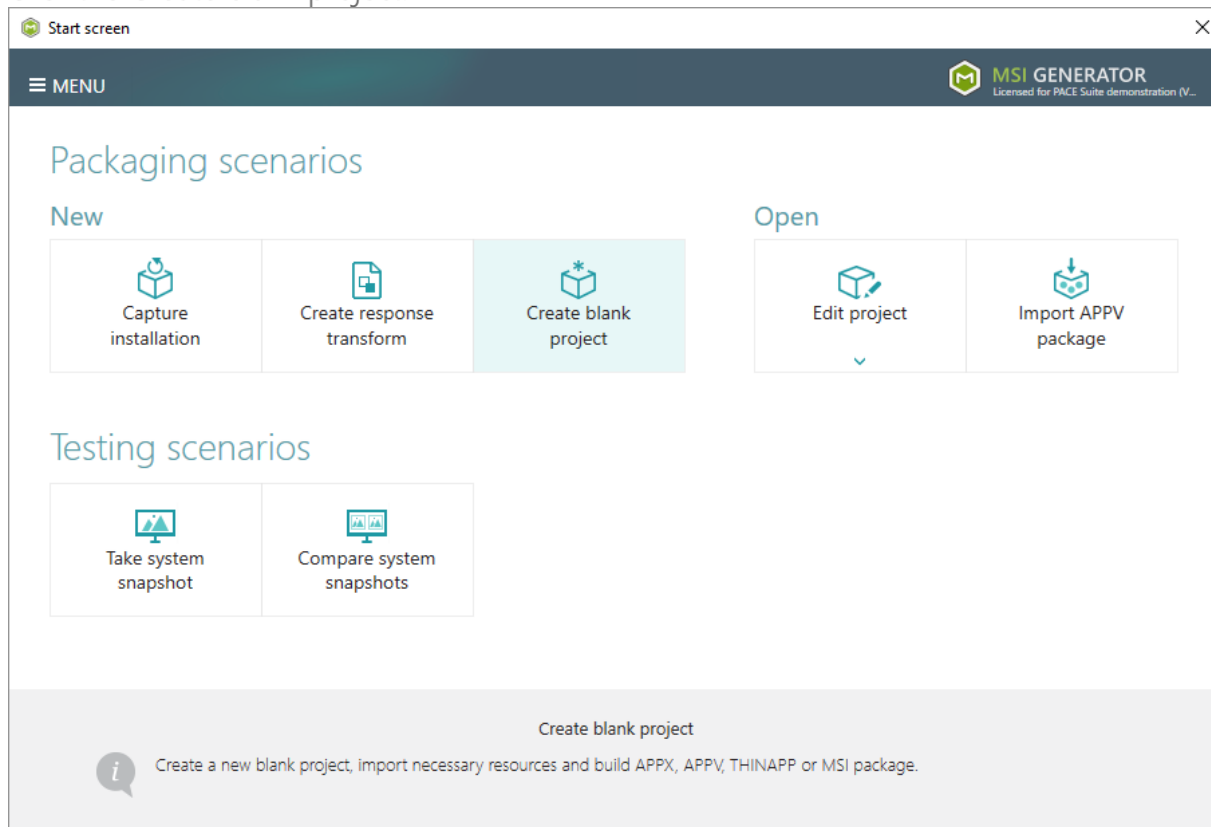 Start screen
MENU
MSI GENERATOR
Licensed for PACE Suite demonstration (V...
Packaging scenarios
New
Open
Capture
installation
Create response
transform
Create blank
project
Edit project
Import APPV
package
Testing scenarios
Take system
snapshot
Compare system
snapshots
Create blank project
i
Create a new blank project, import necessary resources and build APPX, APPV, THINAPP or MSI package.